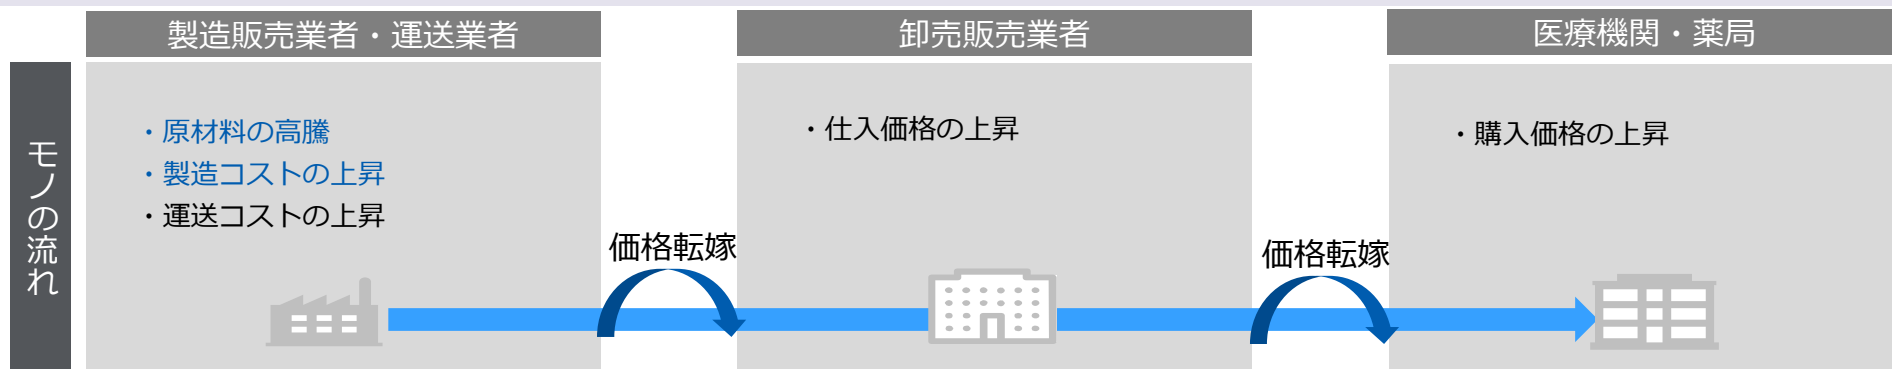 製造販売業者・運送業者
卸売販売業者
医療機関・薬局
モノの流れ
・原材料の高騰
・製造コストの上昇
・運送コストの上昇
価格転嫁
・仕入価格の上昇
価格転嫁
・購入価格の上昇